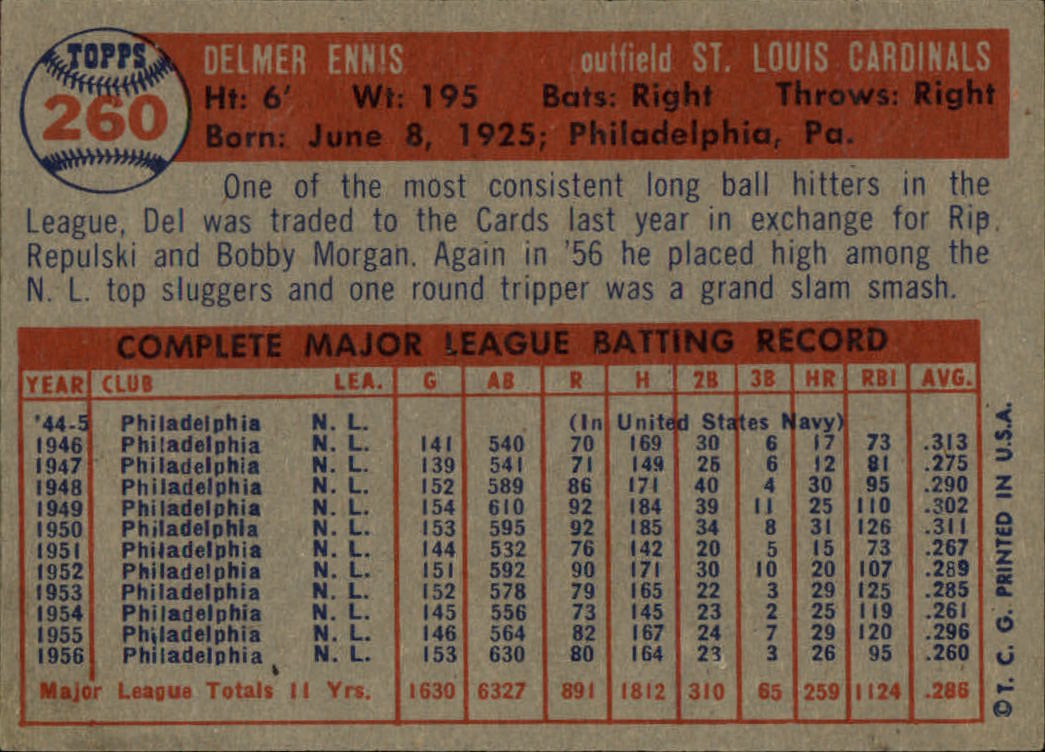 TOPPS
260
DELMER ENNIS outfield ST. LOUIS CARDINALS
Ht: 6' Wt: 195 Bats: Right Throws: Right
Born: June 8, 1925; Philadelphia, Pa.
One of the most consistent long ball hitters in the
League, Del was traded to the Cards last year in exchange for Rip
Repulski and Bobby Morgan. Again in '56 he placed high among the
N. L. top sluggers and one round tripper was a grand slam smash.
COMPLETE MAJOR LEAGUE BATTING RECORD
YEAR CLUB LEA. G AB R H 2B 3B HR RBI AVG.
'44-5 Philadelphia N. L. (In United States Navy)
1946 Philadelphia N. L. 141 540 70 169 30 6 17 73 .313
1947 Philadelphia N. L. 139 541 71 149 25 6 12 81 .275
1948 Philadelphia N. L. 152 589 86 171 40 4 30 95 .290
1949 Philadelphia N. L. 154 610 92 184 39 11 25 110 .302
1950 Philadelphia N. L. 153 595 92 185 34 8 31 126 .311
1951 Philadelphia N. L. 144 532 76 142 20 5 15 73 .267
1952 Philadelphia N. L. 151 592 90 171 30 10 20 107 .289
1953 Philadelphia N. L. 152 578 79 165 22 3 29 125 .285
1954 Philadelphia N. L. 145 556 73 145 23 2 25 119 .261
1955 Philadelphia N. L. 146 564 82 167 24 7 29 120 .296
1956 Philadelphia N. L. 153 630 80 164 23 3 26 95 .260
Major League Totals 11 Yrs. 1630 6327 891 1812 310 65 259 1124 .286
©T. C. G. PRINTED IN U.S.A.